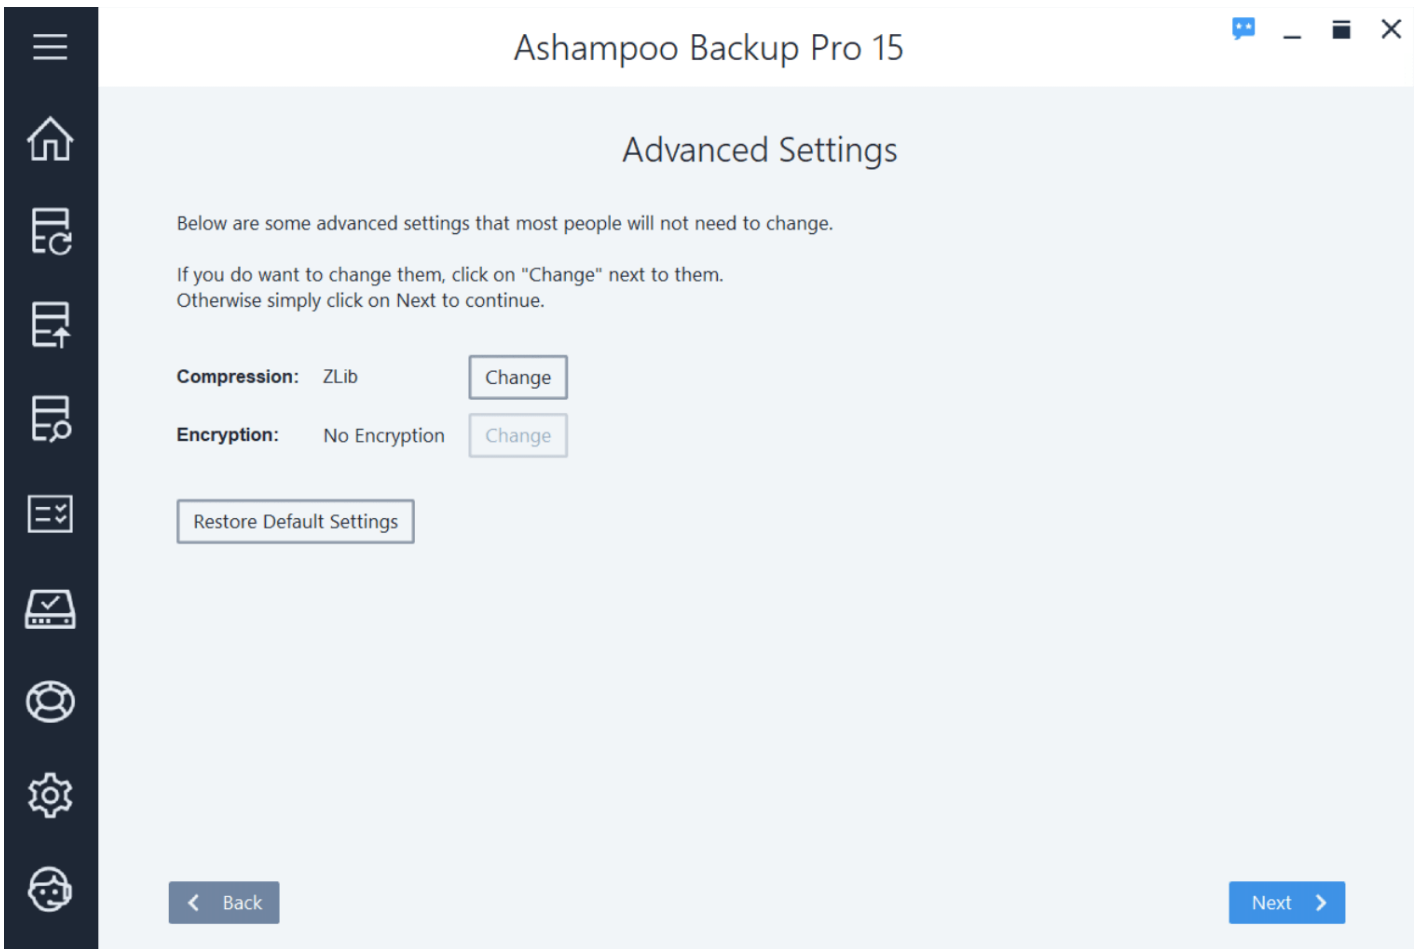 Ashampoo Backup Pro 15
Advanced Settings
Below are some advanced settings that most people will not need to change.
If you do want to change them, click on "Change" next to them.
Otherwise simply click on Next to continue.
Compression: ZLib Change
Encryption: No Encryption Change
Restore Default Settings
Back Next